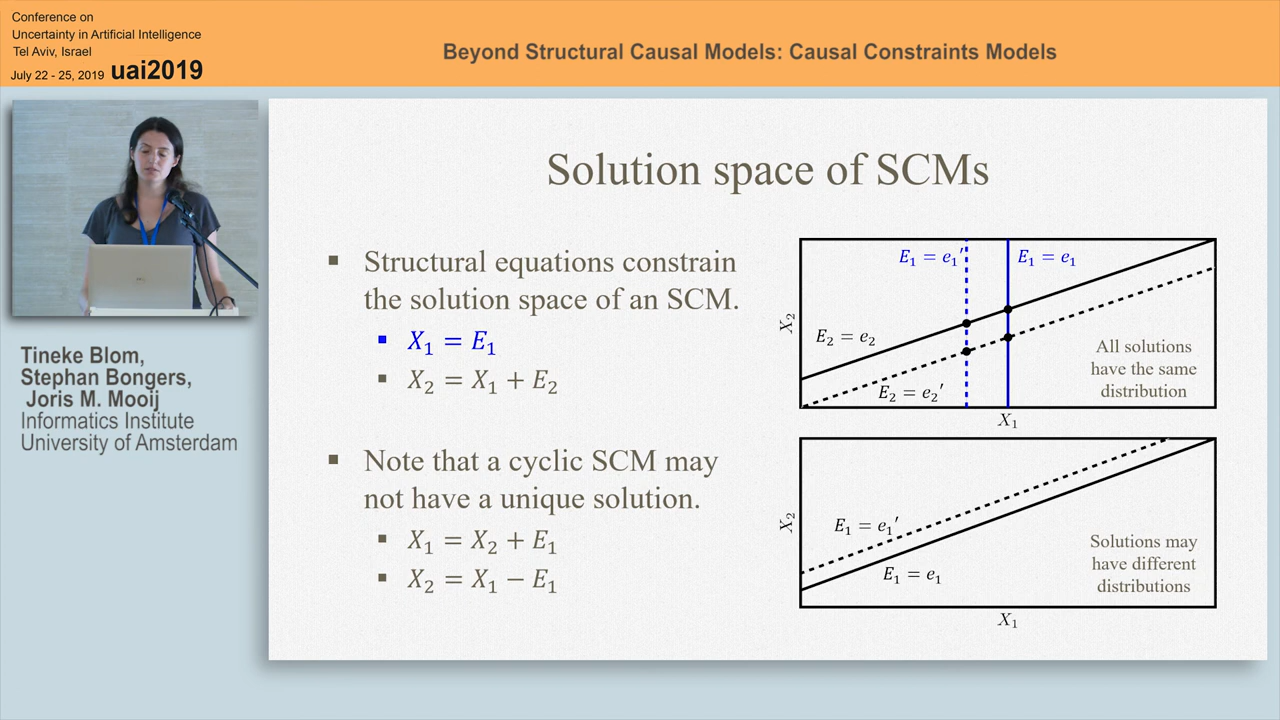 Conference on
Uncertainty in Artificial Intelligence
Tel Aviv, Israel
July 22 - 25, 2019 uai2019
Beyond Structural Causal Models: Causal Constraints Models
Tineke Blom,
Stephan Bongers,
Joris M. Mooij
Informatics Institute
University of Amsterdam
Solution space of SCMs
▪ Structural equations constrain
the solution space of an SCM.
▪ X₁ = E₁
▪ X₂ = X₁ + E₂
▪ Note that a cyclic SCM may
not have a unique solution.
▪ X₁ = X₂ + E₁
▪ X₂ = X₁ − E₁
E₁ = e₁′
E₁ = e₁
X₂
E₂ = e₂
E₂ = e₂′
All solutions
have the same
distribution
X₁
X₂
E₁ = e₁′
E₁ = e₁
Solutions may
have different
distributions
X₁